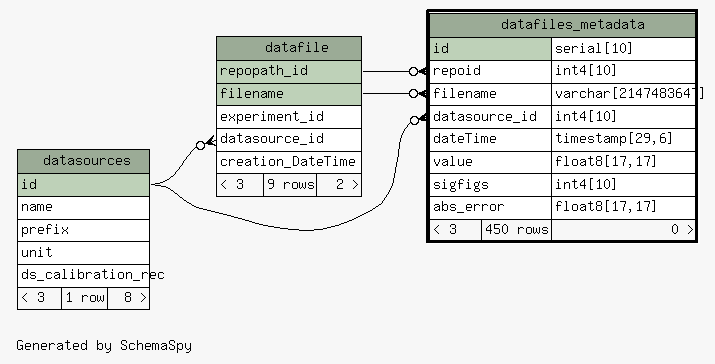 datafiles_metadata
id serial[10]
repoid int4[10]
filename varchar[2147483647]
datasource_id int4[10]
dateTime timestamp[29,6]
value float8[17,17]
sigfigs int4[10]
abs_error float8[17,17]
< 3 450 rows 0 >
datafile
repopath_id
filename
experiment_id
datasource_id
creation_DateTime
< 3 9 rows 2 >
datasources
id
name
prefix
unit
ds_calibration_rec
< 3 1 row 8 >
Generated by SchemaSpy